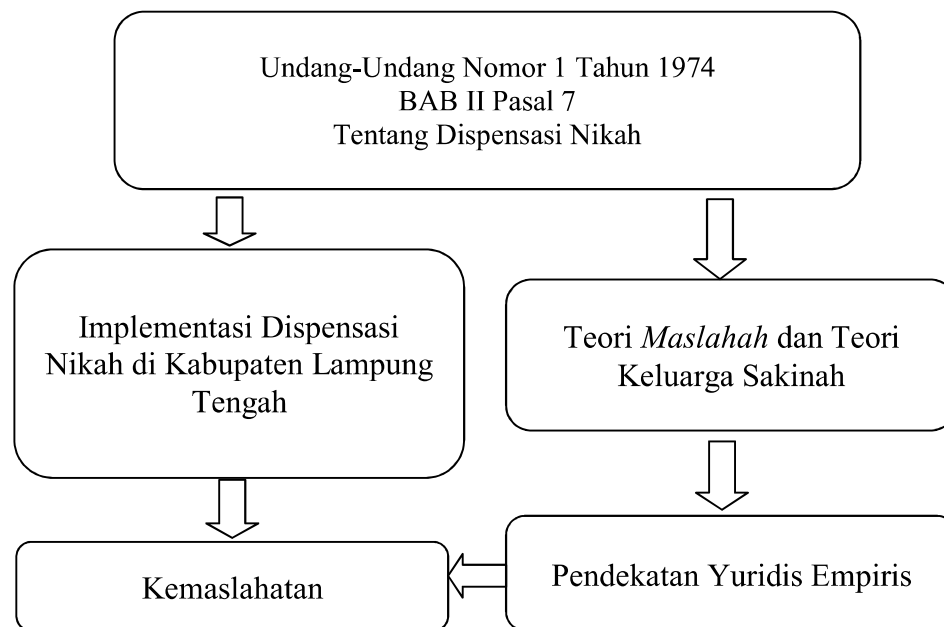 Undang-Undang Nomor 1 Tahun 1974
BAB II Pasal 7
Tentang Dispensasi Nikah
Implementasi Dispensasi
Nikah di Kabupaten Lampung
Tengah
Teori Maslahah dan Teori
Keluarga Sakinah
Kemaslahatan
Pendekatan Yuridis Empiris